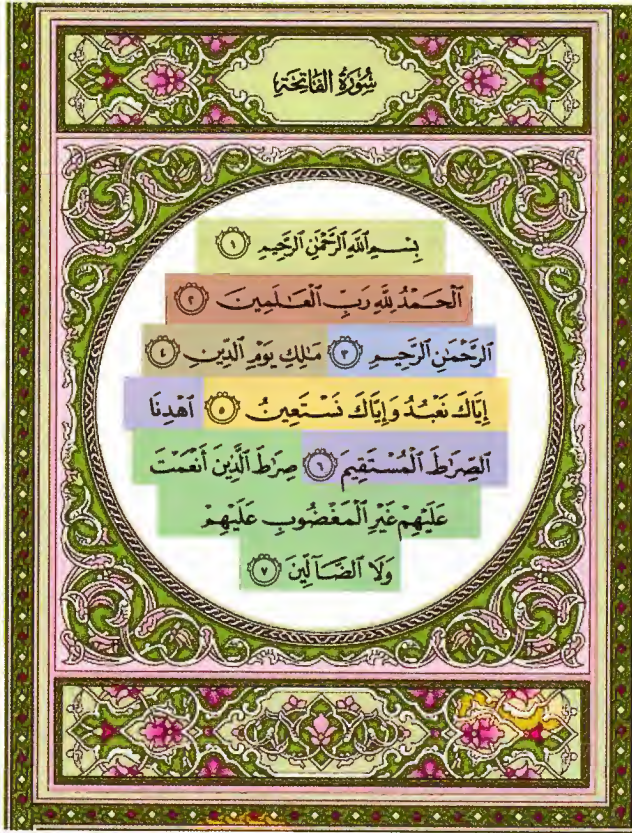 سُورَةُ الفَاتِحَةِ
بِسْمِ ٱللَّهِ ٱلرَّحْمَٰنِ ٱلرَّحِيمِ ١
ٱلْحَمْدُ لِلَّهِ رَبِّ ٱلْعَٰلَمِينَ ٢
ٱلرَّحْمَٰنِ ٱلرَّحِيمِ ٣ مَٰلِكِ يَوْمِ ٱلدِّينِ ٤
إِيَّاكَ نَعْبُدُ وَإِيَّاكَ نَسْتَعِينُ ٥ ٱهْدِنَا
ٱلصِّرَٰطَ ٱلْمُسْتَقِيمَ ٦ صِرَٰطَ ٱلَّذِينَ أَنْعَمْتَ
عَلَيْهِمْ غَيْرِ ٱلْمَغْضُوبِ عَلَيْهِمْ
وَلَا ٱلضَّآلِّينَ ٧